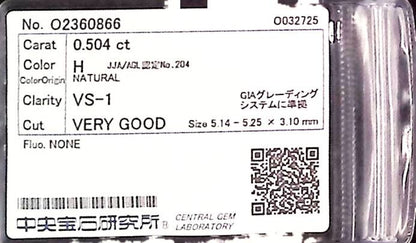 No. O2360866 O032725
Carat 0.504 ct
Color H JJA/AGL認定No.204
ColorOrigin NATURAL
Clarity VS-1 GIAグレーディング
システムに準拠
Cut VERY GOOD Size 5.14 - 5.25 × 3.10 mm
Fluo. NONE
中央宝石研究所® CENTRAL GEM
LABORATORY